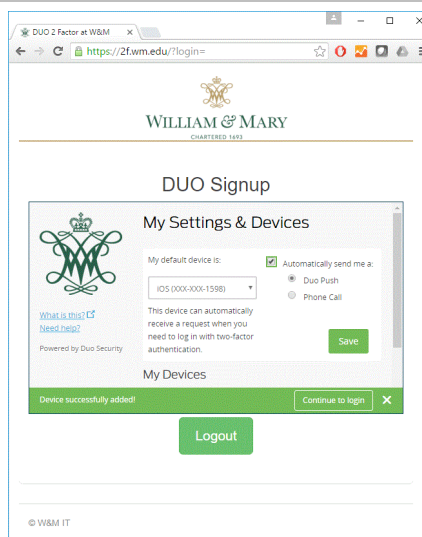 DUO 2 Factor at W&M
https://2f.wm.edu/?login=
WILLIAM & MARY
CHARTERED 1693
DUO Signup
My Settings & Devices
My default device is:
iOS (XXX-XXX-1598)
This device can automatically
receive a request when you
need to log in with two-factor
authentication.
Automatically send me a:
Duo Push
Phone Call
Save
What is this?
Need help?
Powered by Duo Security
My Devices
Device successfully added!
Continue to login
Logout
© W&M IT